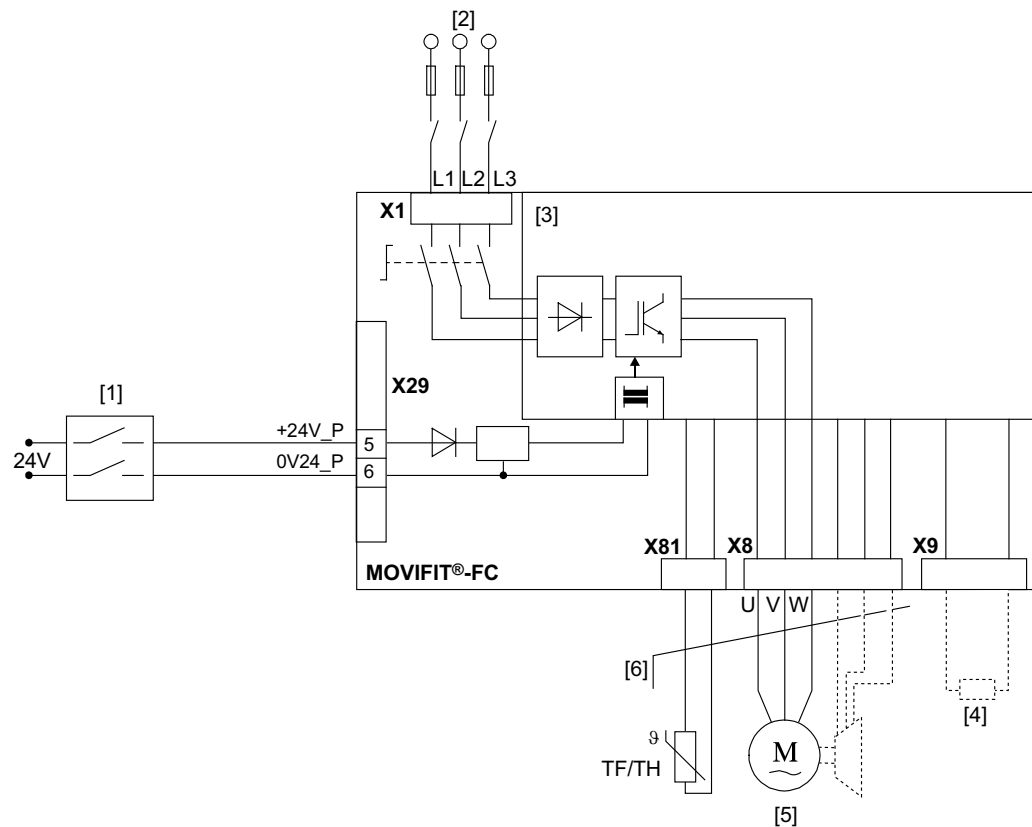 [2]
L1 L2 L3
X1
[3]
X29
[1]
+24V_P
5
24V
0V24_P
6
X81
X8
X9
MOVIFIT®-FC
U V W
[6]
[4]
ϑ
TF/TH
M
[5]